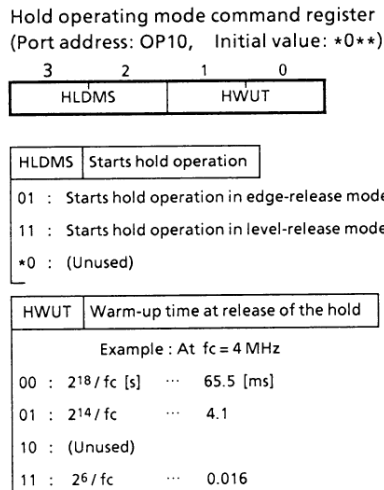 Hold operating mode command register
(Port address: OP10, Initial value: *0**)
3 2 1 0
HLDMS HWUT
HLDMS Starts hold operation
01 : Starts hold operation in edge-release mode
11 : Starts hold operation in level-release mode
*0 : (Unused)
HWUT Warm-up time at release of the hold
Example : At fc = 4 MHz
00 : 2¹⁸/fc [s] ··· 65.5 [ms]
01 : 2¹⁴/fc ··· 4.1
10 : (Unused)
11 : 2⁶/fc ··· 0.016